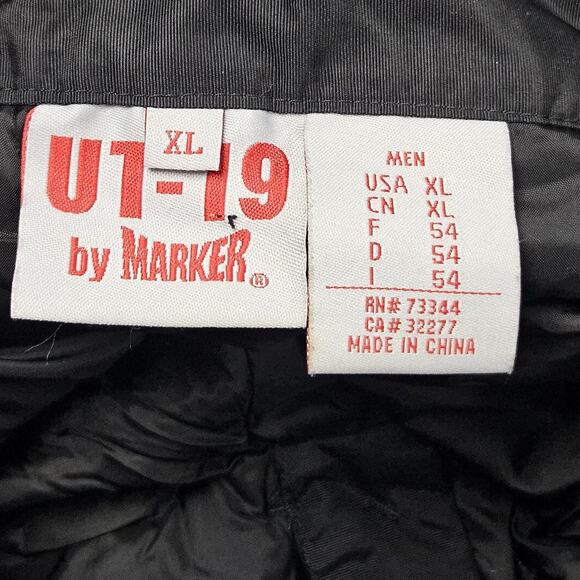 XL
UT-19
by MARKER®
MEN
USA XL
CN XL
F 54
D 54
I 54
RN# 73344
CA# 32277
MADE IN CHINA